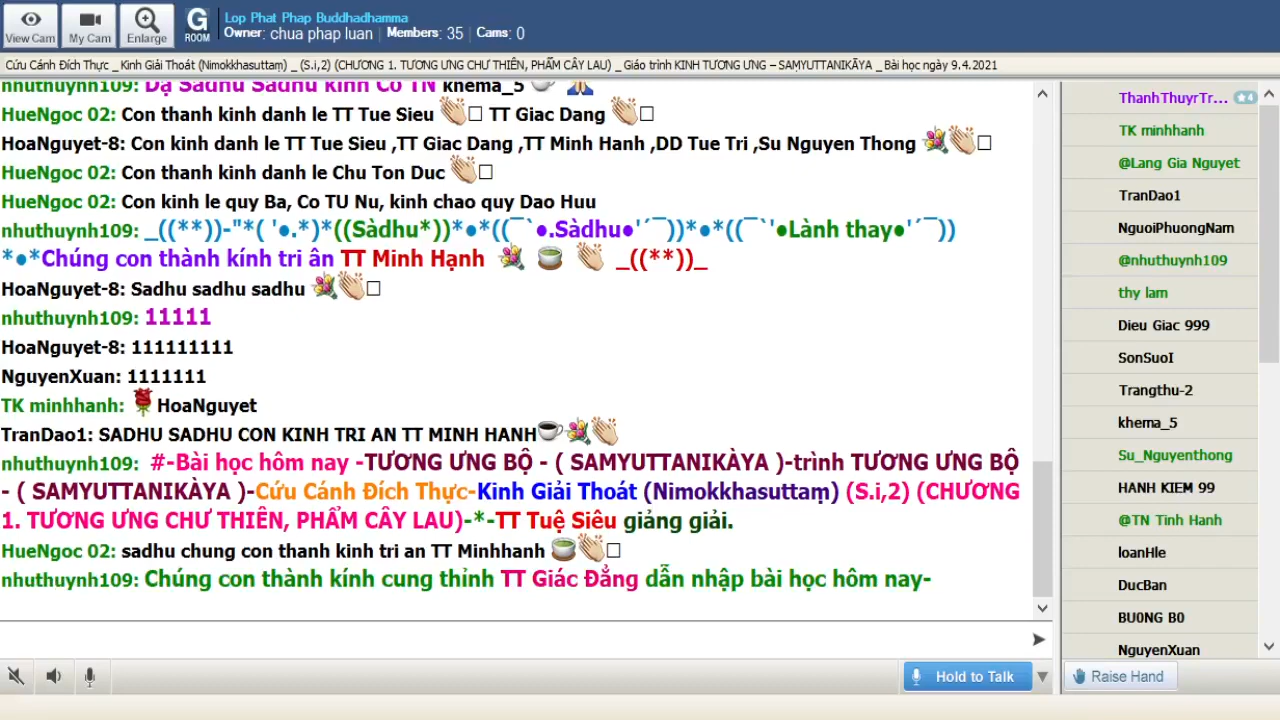 View Cam
My Cam
Enlarge
G
ROOM
Lop Phat Phap Buddhadhamma
Owner: chua phap luan | Members: 35 | Cams: 0
Cứu Cánh Đích Thực _ Kinh Giải Thoát (Nimokkhasuttaṃ) _ (S.i,2) (CHƯƠNG 1. TƯƠNG ƯNG CHƯ THIÊN, PHẨM CÂY LAU) _ Giáo trình KINH TƯƠNG ƯNG – SAṂYUTTANIKĀYA _ Bài học ngày 9.4.2021
nhuthuynh109: Dạ Sadhu Sadhu kính Cô TN khema_5
HueNgoc 02: Con thanh kinh danh le TT Tue Sieu 👏 TT Giac Dang 👏
HoaNguyet-8: Con kinh danh le TT Tue Sieu ,TT Giac Dang ,TT Minh Hanh ,DD Tue Tri ,Su Nguyen Thong 💐👏
HueNgoc 02: Con thanh kinh danh le Chu Ton Duc 👏
HueNgoc 02: Con kinh le quy Ba, Co TU Nu, kinh chao quy Dao Huu
nhuthuynh109: _((**))-"*( '●.*)*((Sàdhu*))*●*((¯`●.Sàdhu●'´¯))*●*((¯`'●Lành thay●'´¯))
*●*Chúng con thành kính tri ân TT Minh Hạnh 💐 🍵 👏 _((**))_
HoaNguyet-8: Sadhu sadhu sadhu 💐👏
nhuthuynh109: 11111
HoaNguyet-8: 111111111
NguyenXuan: 1111111
TK minhhanh: 🌹HoaNguyet
TranDao1: SADHU SADHU CON KINH TRI AN TT MINH HANH☕💐👏
nhuthuynh109: #-Bài học hôm nay -TƯƠNG ƯNG BỘ - ( SAMYUTTANIKÀYA )-trình TƯƠNG ƯNG BỘ
- ( SAMYUTTANIKÀYA )-Cứu Cánh Đích Thực-Kinh Giải Thoát (Nimokkhasuttaṃ) (S.i,2) (CHƯƠNG
1. TƯƠNG ƯNG CHƯ THIÊN, PHẨM CÂY LAU)-*-TT Tuệ Siêu giảng giải.
HueNgoc 02: sadhu chung con thanh kinh tri an TT Minhhanh 🍵👏
nhuthuynh109: Chúng con thành kính cung thỉnh TT Giác Đẳng dẫn nhập bài học hôm nay-
Hold to Talk
ThanhThuyrTr... 4
TK minhhanh
@Lang Gia Nguyet
TranDao1
NguoiPhuongNam
@nhuthuynh109
thy lam
Dieu Giac 999
SonSuoI
Trangthu-2
khema_5
Su_Nguyenthong
HANH KIEM 99
@TN Tinh Hanh
loanHle
DucBan
BU0NG B0
NguyenXuan
Raise Hand